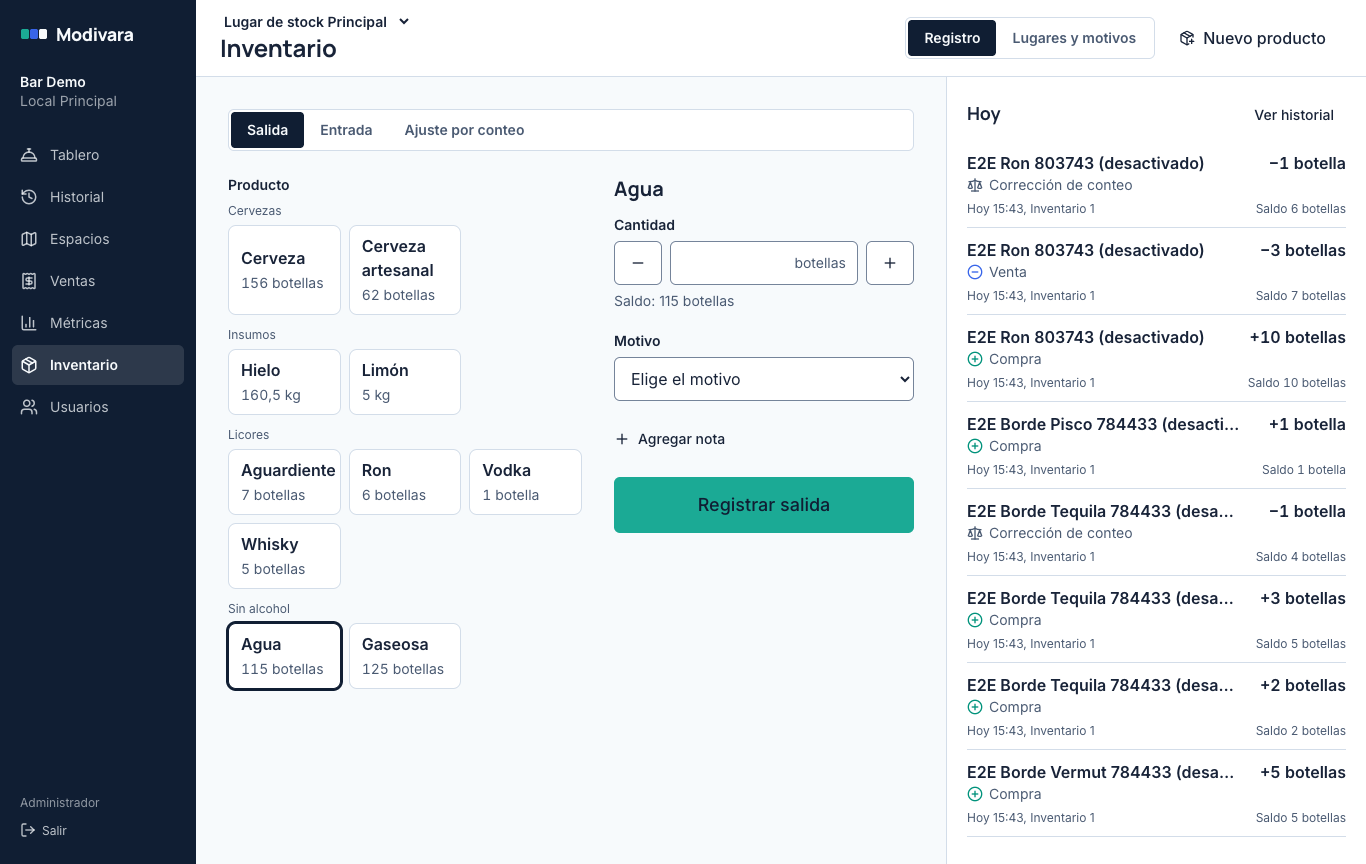 Modivara
Bar Demo
Local Principal
Tablero
Historial
Espacios
Ventas
Métricas
Inventario
Usuarios
Administrador
Salir
Lugar de stock Principal
Inventario
Registro
Lugares y motivos
Nuevo producto
Salida
Entrada
Ajuste por conteo
Producto
Cervezas
Cerveza
156 botellas
Cerveza
artesanal
62 botellas
Insumos
Hielo
160,5 kg
Limón
5 kg
Licores
Aguardiente
7 botellas
Ron
6 botellas
Vodka
1 botella
Whisky
5 botellas
Sin alcohol
Agua
115 botellas
Gaseosa
125 botellas
Agua
Cantidad
− botellas +
Saldo: 115 botellas
Motivo
Elige el motivo
+ Agregar nota
Registrar salida
Hoy
Ver historial
E2E Ron 803743 (desactivado) −1 botella
Corrección de conteo
Hoy 15:43, Inventario 1 Saldo 6 botellas
E2E Ron 803743 (desactivado) −3 botellas
Venta
Hoy 15:43, Inventario 1 Saldo 7 botellas
E2E Ron 803743 (desactivado) +10 botellas
Compra
Hoy 15:43, Inventario 1 Saldo 10 botellas
E2E Borde Pisco 784433 (desacti... +1 botella
Compra
Hoy 15:43, Inventario 1 Saldo 1 botella
E2E Borde Tequila 784433 (desa... −1 botella
Corrección de conteo
Hoy 15:43, Inventario 1 Saldo 4 botellas
E2E Borde Tequila 784433 (desa... +3 botellas
Compra
Hoy 15:43, Inventario 1 Saldo 5 botellas
E2E Borde Tequila 784433 (desa... +2 botellas
Compra
Hoy 15:43, Inventario 1 Saldo 2 botellas
E2E Borde Vermut 784433 (desa... +5 botellas
Compra
Hoy 15:43, Inventario 1 Saldo 5 botellas